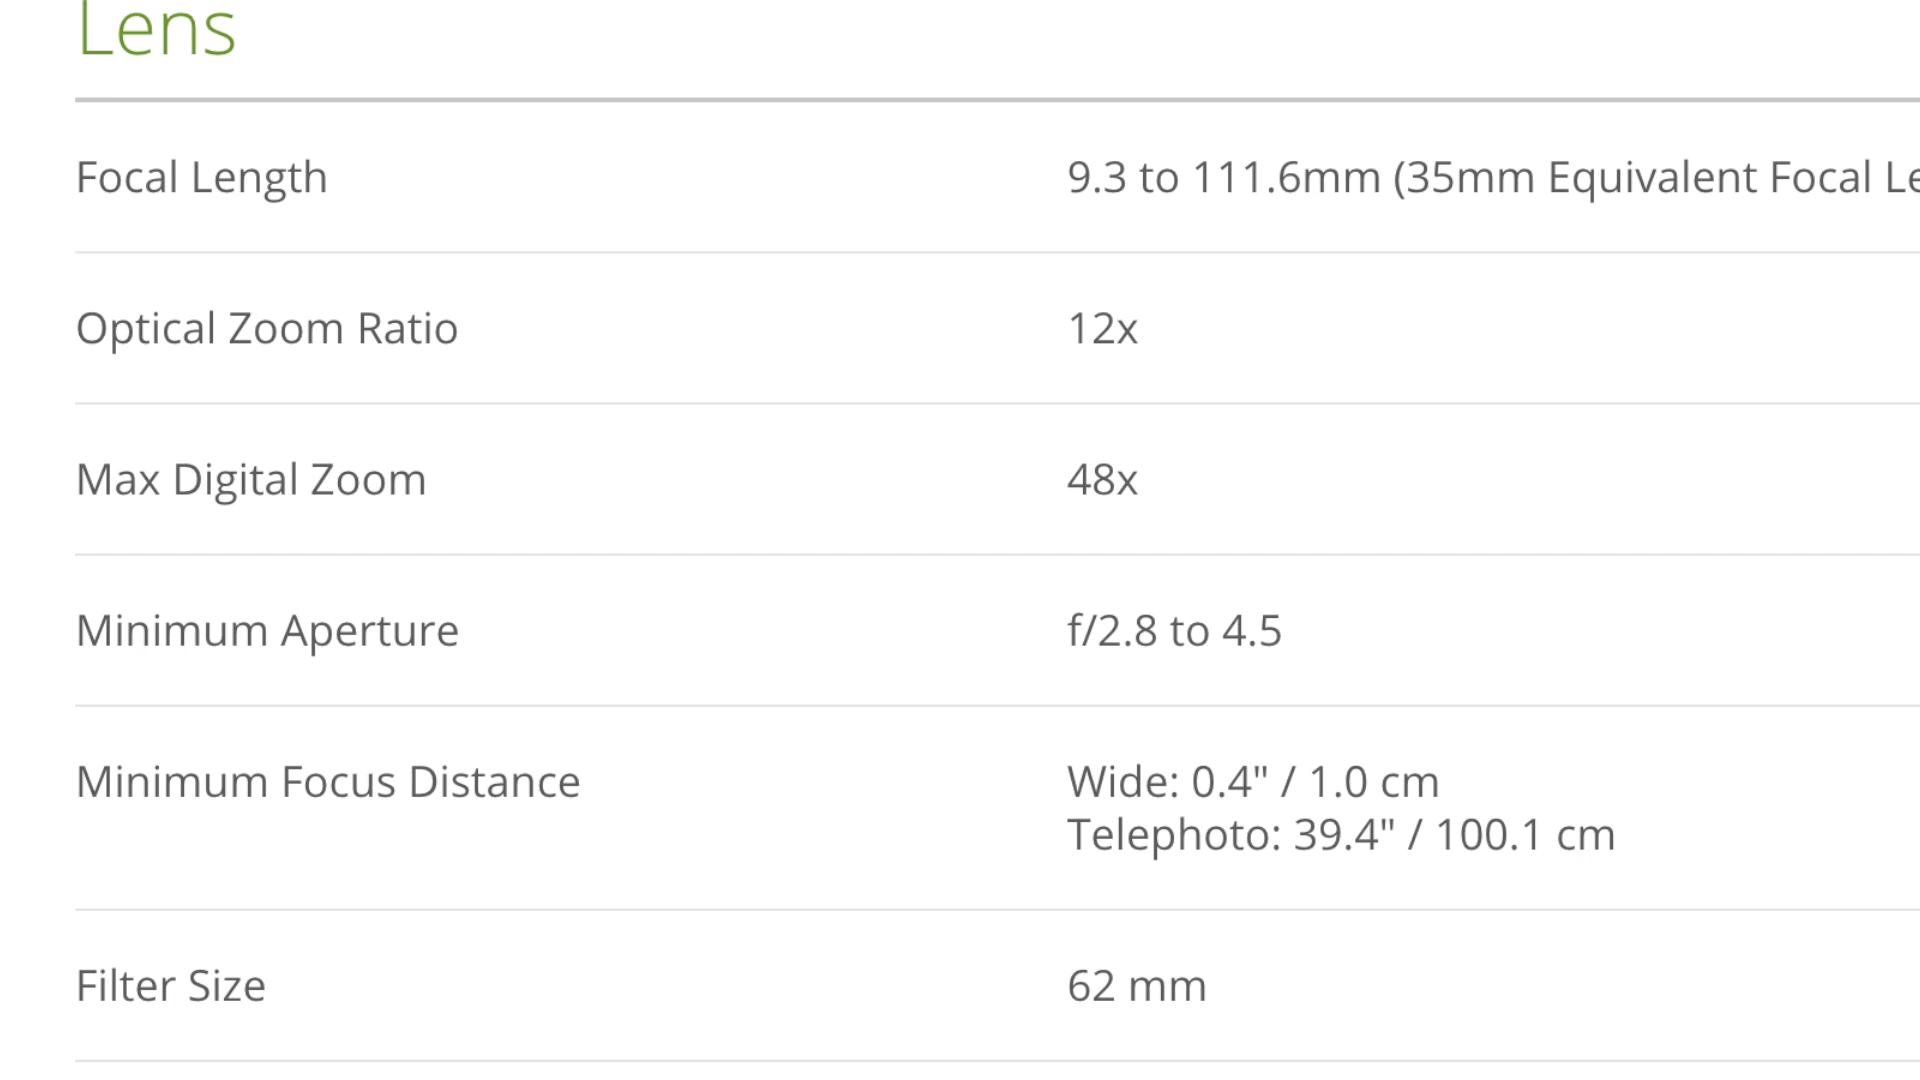 Lens
Focal Length
9.3 to 111.6mm (35mm Equivalent Focal
Optical Zoom Ratio
12x
Max Digital Zoom
48x
Minimum Aperture
f/2.8 to 4.5
Minimum Focus Distance
Wide: 0.4" / 1.0 cm
Telephoto: 39.4" / 100.1 cm
Filter Size
62 mm